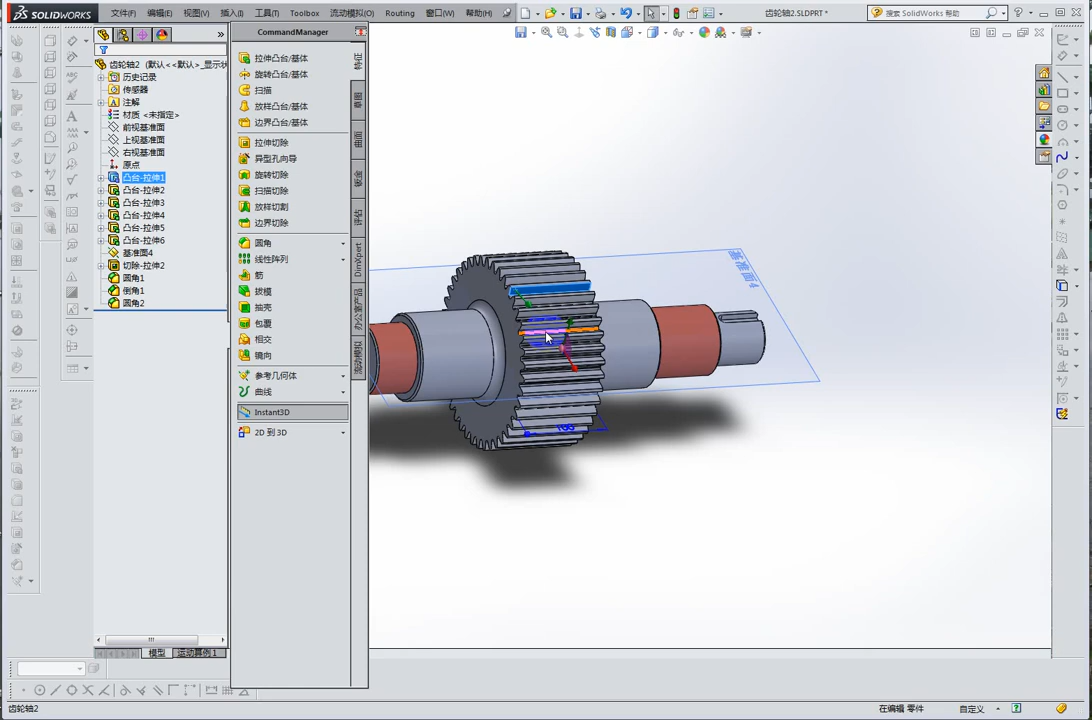 SOLIDWORKS 文件(F) 编辑(E) 视图(V) 插入(I) 工具(T) Toolbox 流动模拟(O) Routing 窗口(W) 帮助(H) 齿轮轴2.SLDPRT * 搜索 SolidWorks 帮助
CommandManager
特征
草图
曲面
钣金
评估
DimXpert
办公室产品
流动模拟
齿轮轴2 (默认<<默认>_显示状
历史记录
传感器
注解
材质 <未指定>
前视基准面
上视基准面
右视基准面
原点
凸台-拉伸1
凸台-拉伸2
凸台-拉伸3
凸台-拉伸4
凸台-拉伸5
凸台-拉伸6
基准面4
切除-拉伸2
圆角1
倒角1
圆角2
拉伸凸台/基体
旋转凸台/基体
扫描
放样凸台/基体
边界凸台/基体
拉伸切除
异型孔向导
旋转切除
扫描切除
放样切割
边界切除
圆角
线性阵列
筋
拔模
抽壳
包覆
相交
镜向
参考几何体
曲线
Instant3D
2D 到 3D
基准面4
模型 运动算例 1
齿轮轴2 在编辑 零件 自定义